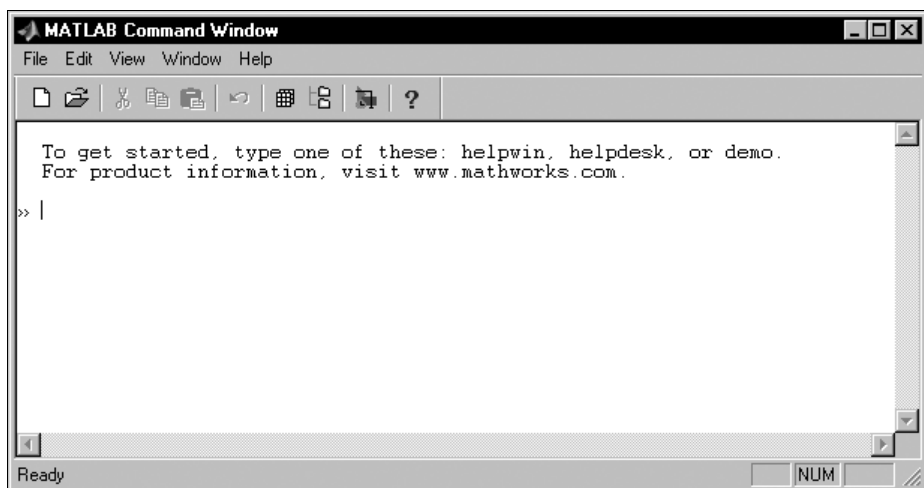 MATLAB Command Window
File Edit View Window Help
?
To get started, type one of these: helpwin, helpdesk, or demo.
For product information, visit www.mathworks.com.
»
Ready NUM